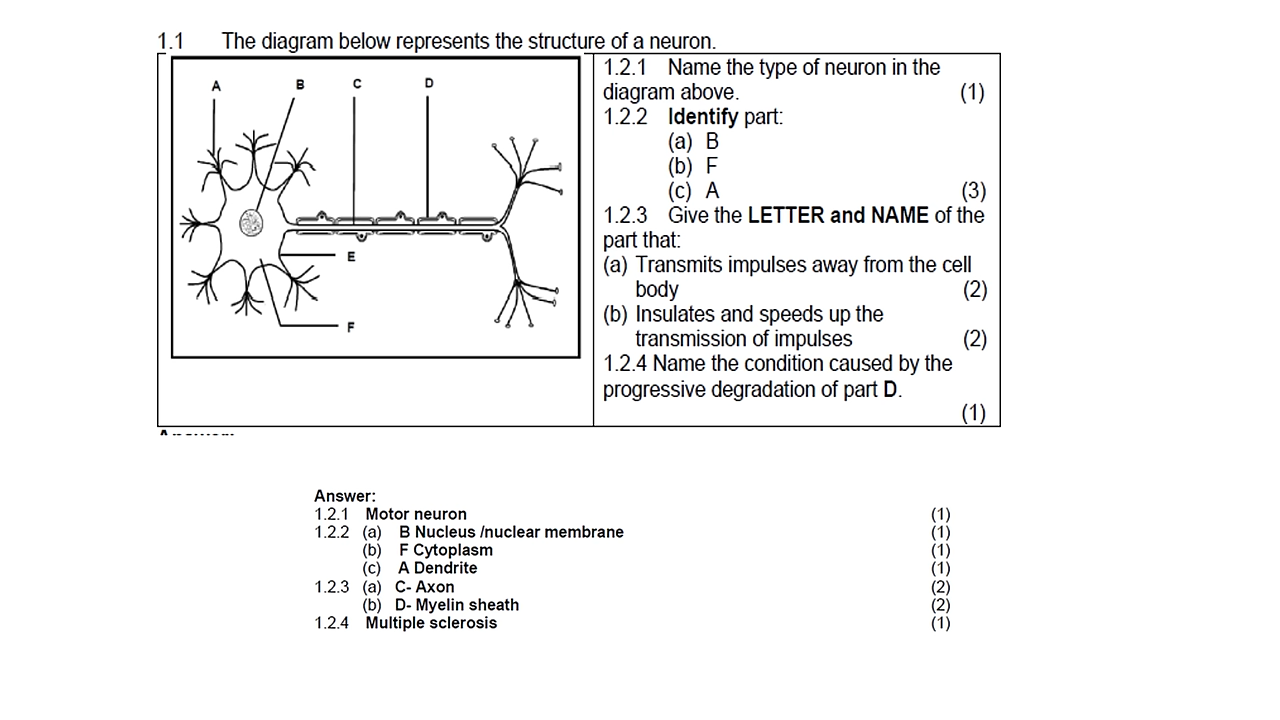 1.1 The diagram below represents the structure of a neuron.
A B C D
E
F
1.2.1 Name the type of neuron in the
diagram above. (1)
1.2.2 Identify part:
(a) B
(b) F
(c) A (3)
1.2.3 Give the LETTER and NAME of the
part that:
(a) Transmits impulses away from the cell
body (2)
(b) Insulates and speeds up the
transmission of impulses (2)
1.2.4 Name the condition caused by the
progressive degradation of part D.
(1)
Answer:
1.2.1 Motor neuron (1)
1.2.2 (a) B Nucleus /nuclear membrane (1)
(b) F Cytoplasm (1)
(c) A Dendrite (1)
1.2.3 (a) C- Axon (2)
(b) D- Myelin sheath (2)
1.2.4 Multiple sclerosis (1)